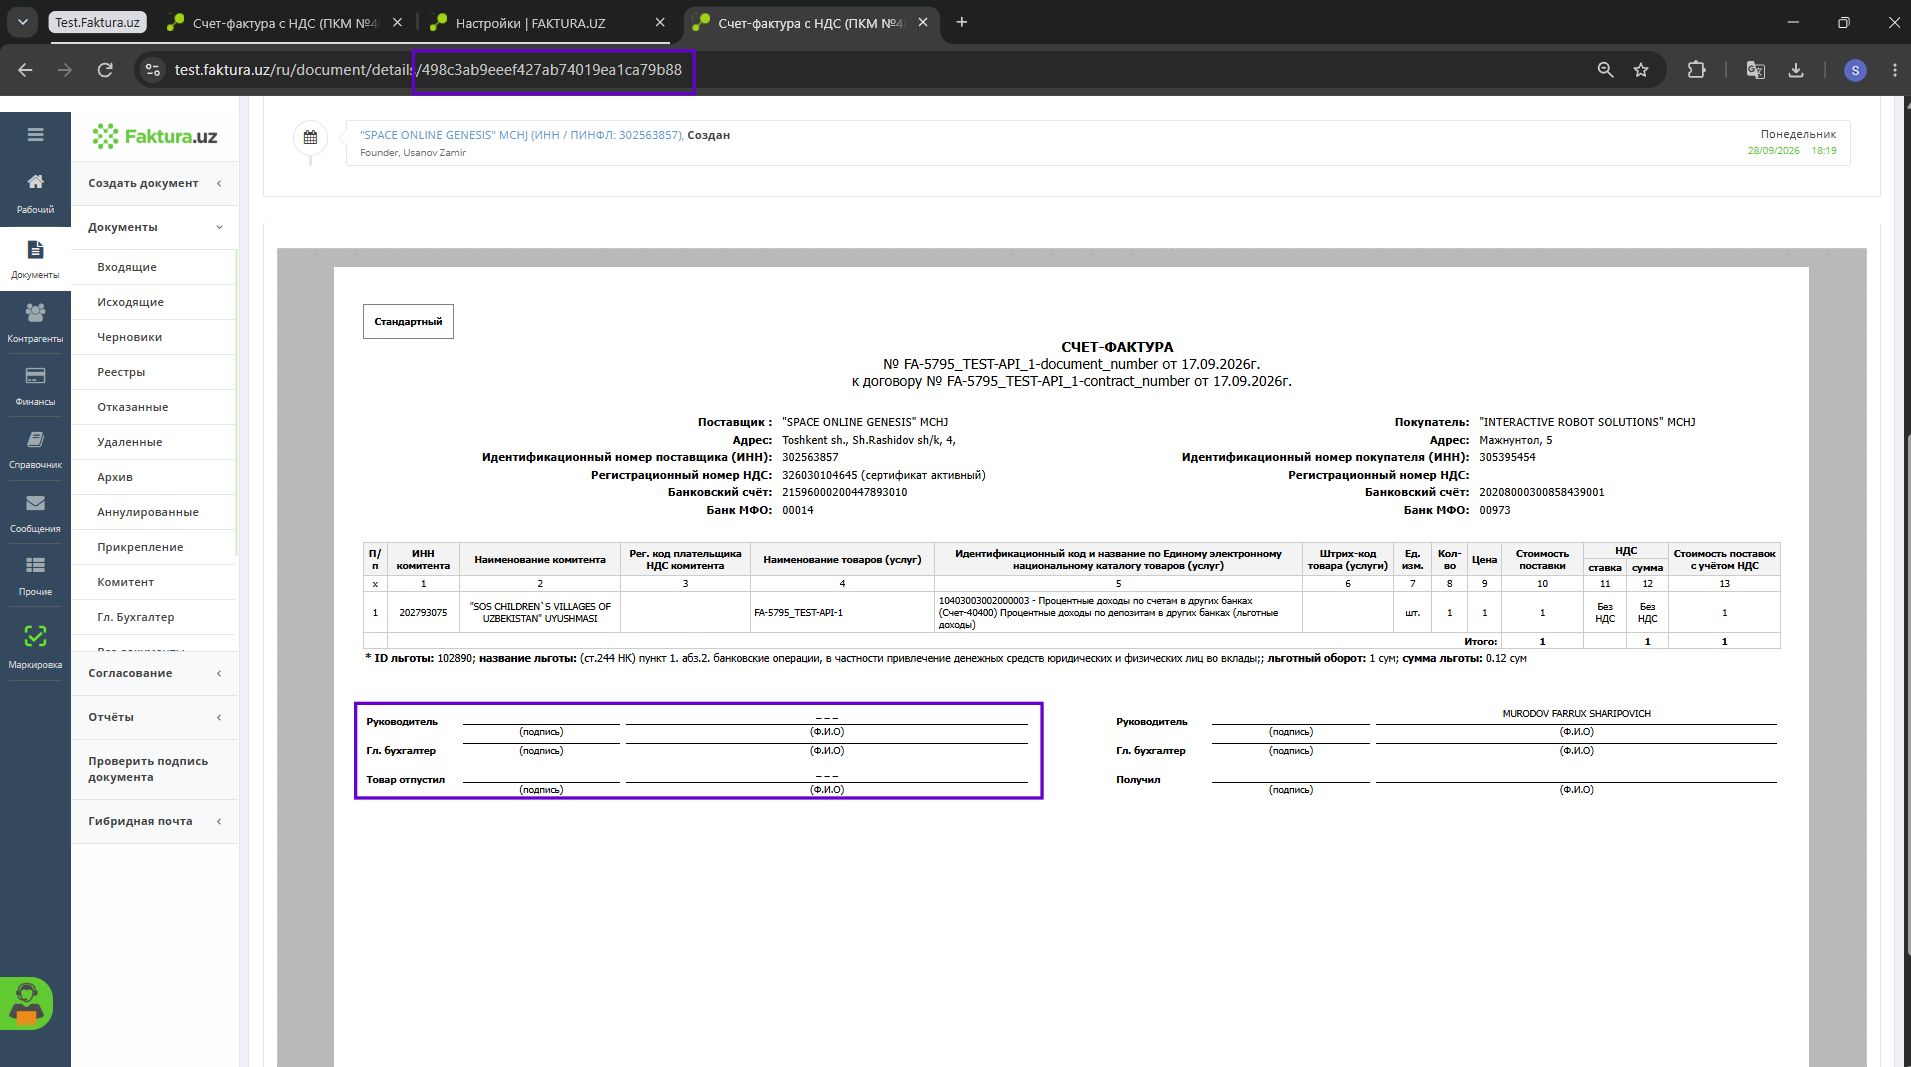 Test.Faktura.uz
Счет-фактура с НДС (ПКМ №4
Настройки | FAKTURA.UZ
Счет-фактура с НДС (ПКМ №4
test.faktura.uz/ru/document/details/498c3ab9eeef427ab74019ea1ca79b88
S
Faktura.uz
Рабочий
Документы
Контрагенты
Финансы
Справочник
Сообщения
Прочие
Маркировка
Создать документ
Документы
Входящие
Исходящие
Черновики
Реестры
Отказанные
Удаленные
Архив
Аннулированные
Прикрепление
Комитент
Гл. Бухгалтер
Согласование
Отчёты
Проверить подпись
документа
Гибридная почта
"SPACE ONLINE GENESIS" MCHJ (ИНН / ПИНФЛ: 302563857), Создан
Founder, Usanov Zamir
Понедельник
28/09/2026 18:19
Стандартный
СЧЕТ-ФАКТУРА
№ FA-5795_TEST-API_1-document_number от 17.09.2026г.
к договору № FA-5795_TEST-API_1-contract_number от 17.09.2026г.
Поставщик : "SPACE ONLINE GENESIS" MCHJ
Адрес: Toshkent sh., Sh.Rashidov sh/k, 4,
Идентификационный номер поставщика (ИНН): 302563857
Регистрационный номер НДС: 326030104645 (сертификат активный)
Банковский счёт: 21596000200447893010
Банк МФО: 00014
Покупатель: "INTERACTIVE ROBOT SOLUTIONS" MCHJ
Адрес: Мажнунтол, 5
Идентификационный номер покупателя (ИНН): 305395454
Регистрационный номер НДС:
Банковский счёт: 20208000300858439001
Банк МФО: 00973
П/п ИНН комитента Наименование комитента Рег. код плательщика НДС комитента Наименование товаров (услуг) Идентификационный код и название по Единому электронному национальному каталогу товаров (услуг) Штрих-код товара (услуги) Ед. изм. Кол-во Цена Стоимость поставки НДС ставка сумма Стоимость поставок с учётом НДС
x 1 2 3 4 5 6 7 8 9 10 11 12 13
1 202793075 "SOS CHILDREN`S VILLAGES OF UZBEKISTAN" UYUSHMASI FA-5795_TEST-API-1 10403003002000003 - Процентные доходы по счетам в других банках (Счет-40400) Процентные доходы по депозитам в других банках (льготные доходы) шт. 1 1 1 Без НДС Без НДС 1
Итого: 1 1 1
* ID льготы: 102890; название льготы: (ст.244 НК) пункт 1. абз.2. банковские операции, в частности привлечение денежных средств юридических и физических лиц во вклады;; льготный оборот: 1 сум; сумма льготы: 0.12 сум
Руководитель _ _ _
(подпись) (Ф.И.О)
Гл. бухгалтер (подпись) (Ф.И.О)
Товар отпустил _ _ _
(подпись) (Ф.И.О)
Руководитель MURODOV FARRUX SHARIPOVICH
(подпись) (Ф.И.О)
Гл. бухгалтер (подпись) (Ф.И.О)
Получил
(подпись) (Ф.И.О)